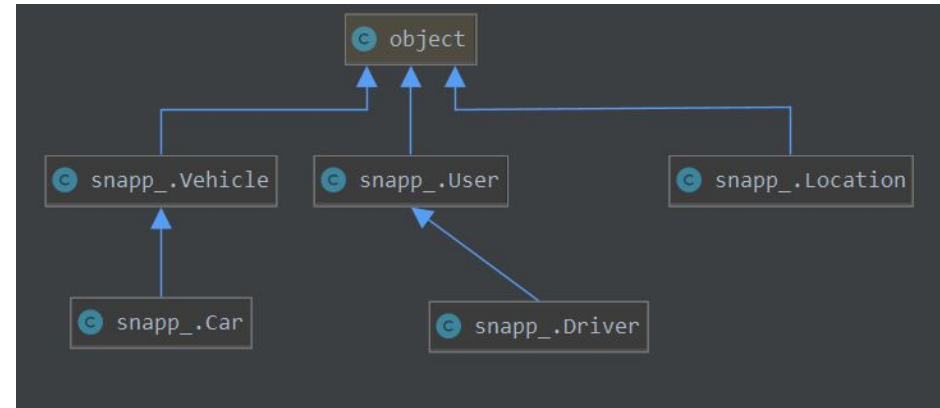 C object
C snapp_.Vehicle
C snapp_.User
C snapp_.Location
C snapp_.Car
C snapp_.Driver